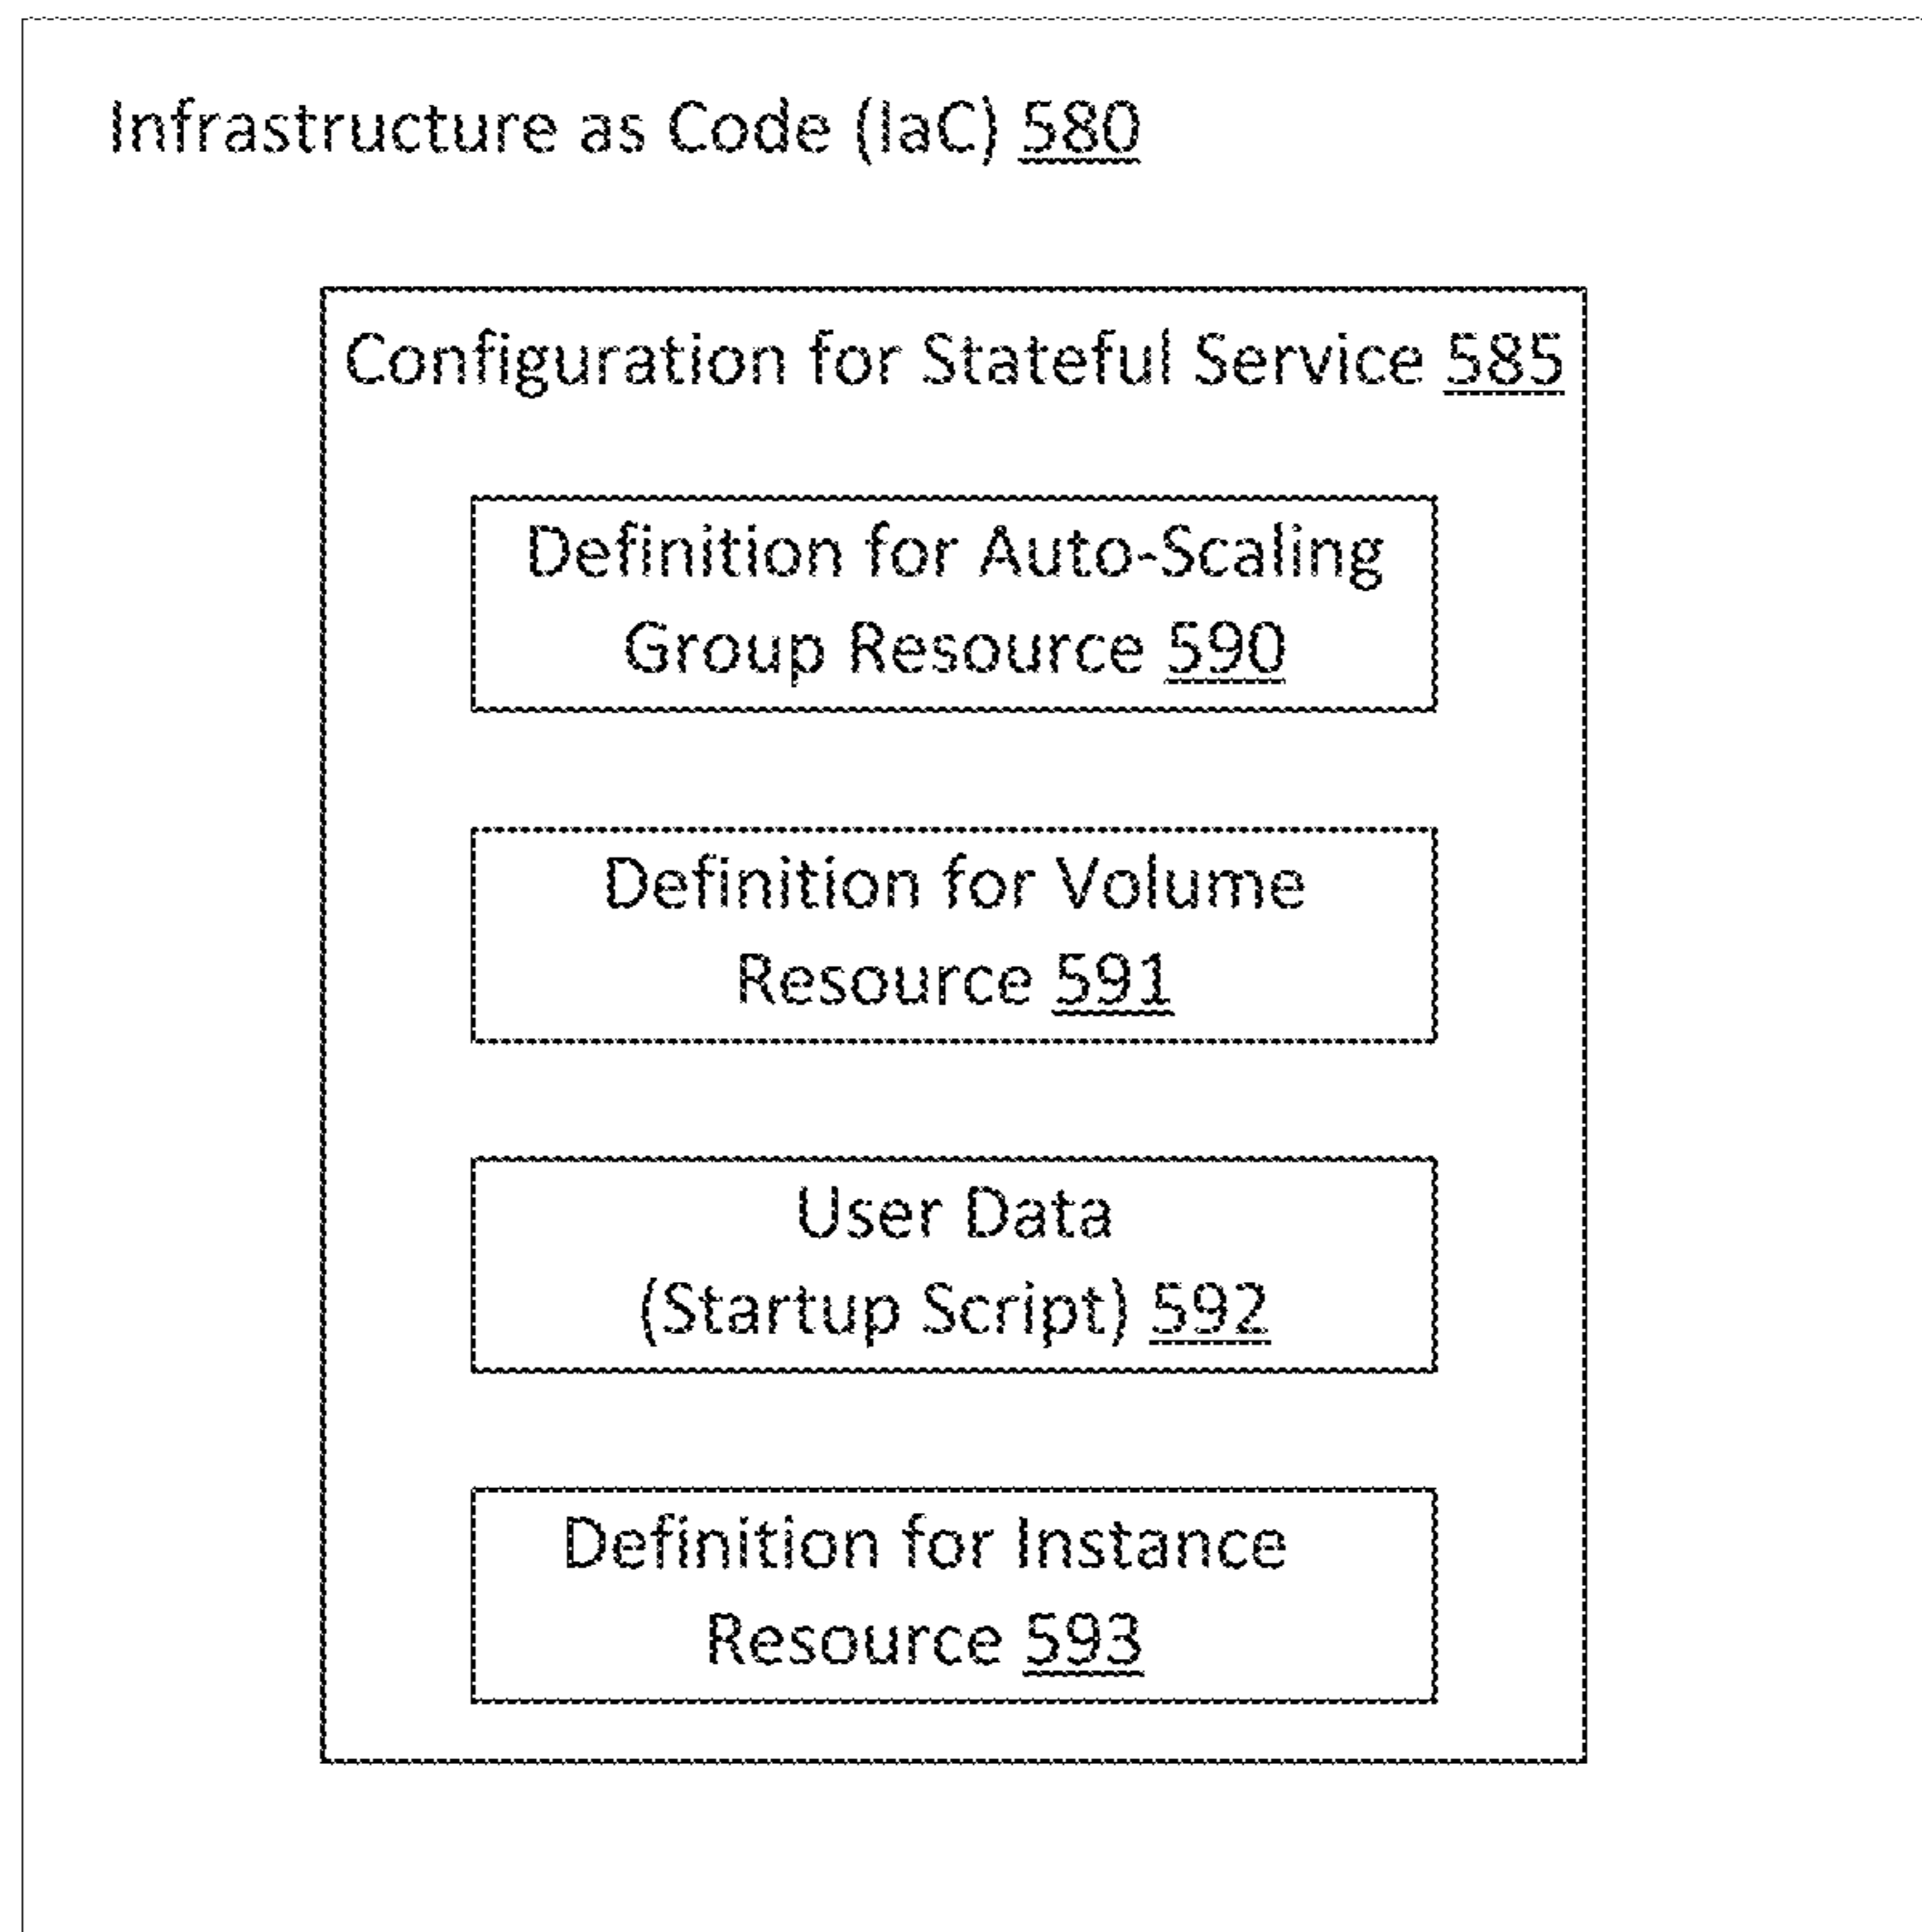 Infrastructure as Code (IaC) 580
Configuration for Stateful Service 585
Definition for Auto-Scaling
Group Resource 590
Definition for Volume
Resource 591
User Data
(Startup Script) 592
Definition for Instance
Resource 593